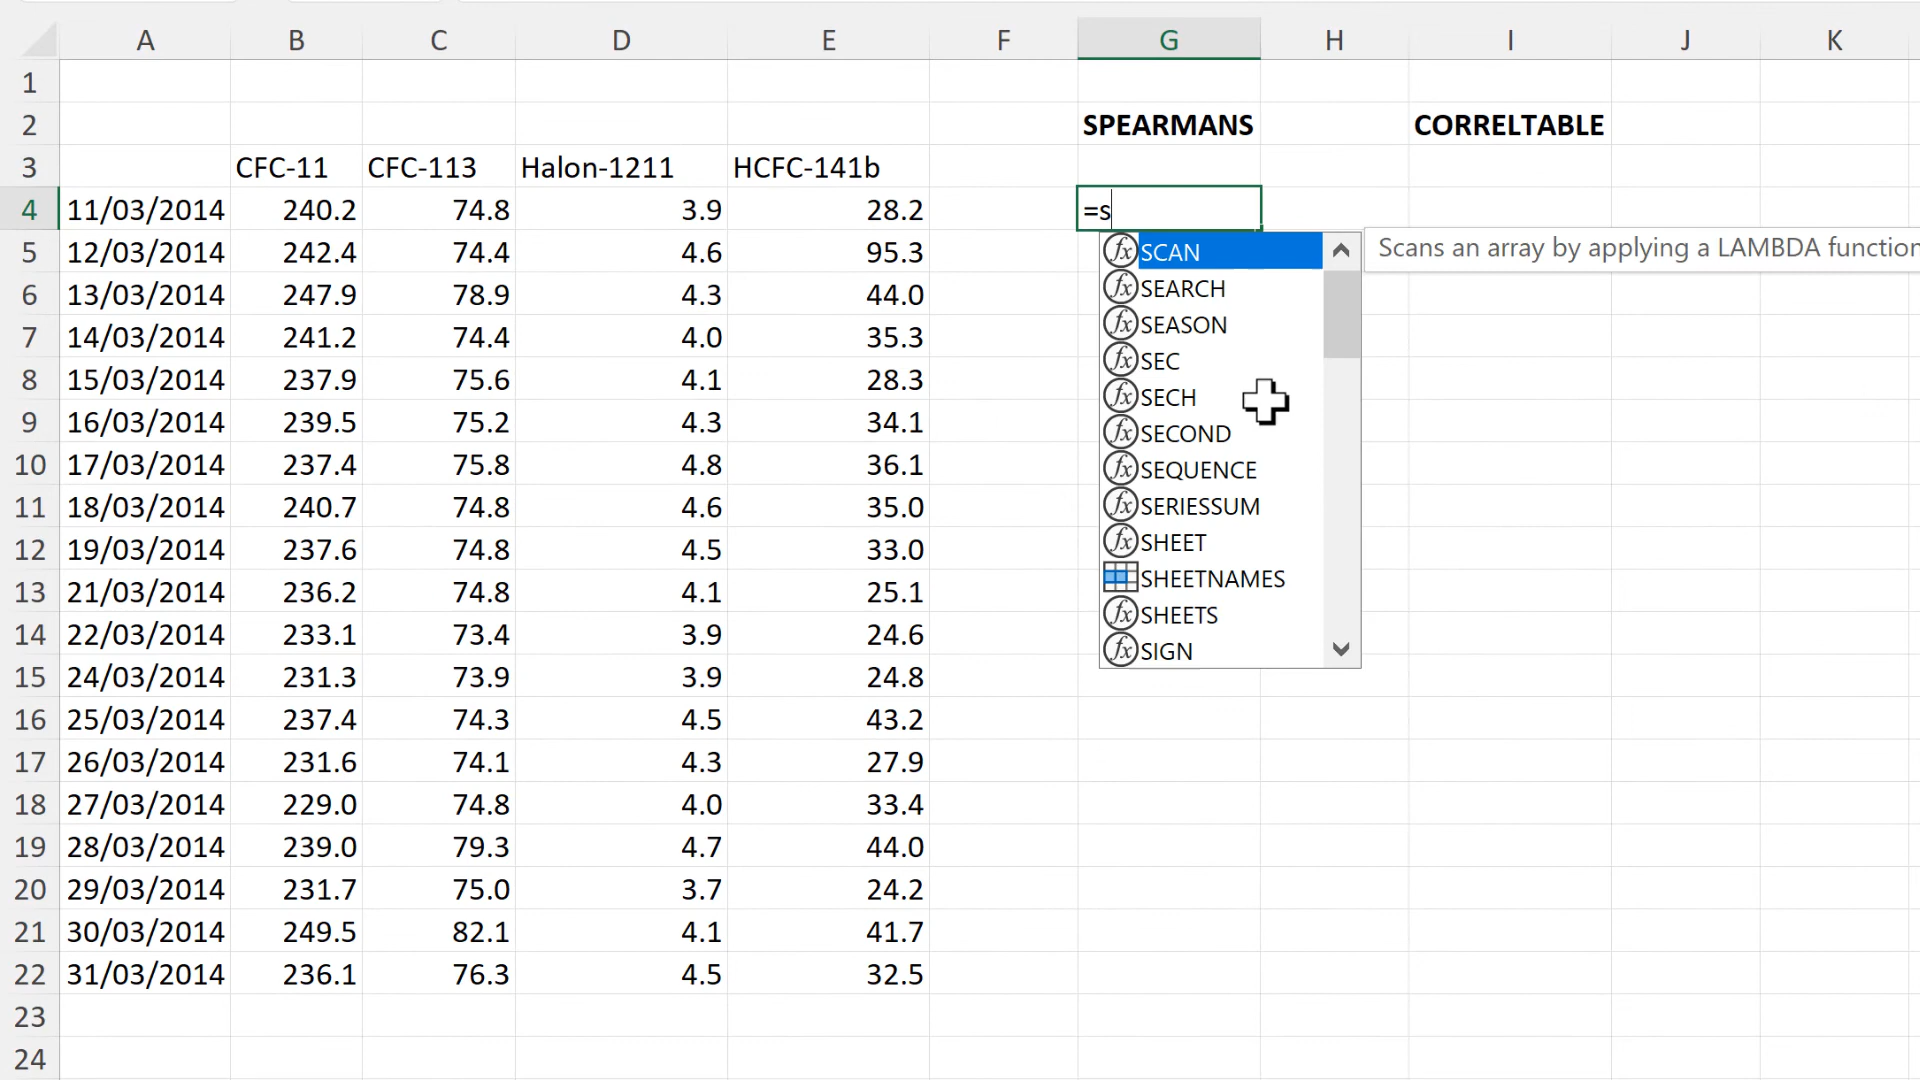 A B C D E F G H I J K
1
2 SPEARMANS CORRELTABLE
3 CFC-11 CFC-113 Halon-1211 HCFC-141b
4 11/03/2014 240.2 74.8 3.9 28.2 =s
5 12/03/2014 242.4 74.4 4.6 95.3 fx SCAN Scans an array by applying a LAMBDA function
6 13/03/2014 247.9 78.9 4.3 44.0 fx SEARCH
7 14/03/2014 241.2 74.4 4.0 35.3 fx SEASON
8 15/03/2014 237.9 75.6 4.1 28.3 fx SEC
9 16/03/2014 239.5 75.2 4.3 34.1 fx SECH
fx SECOND
10 17/03/2014 237.4 75.8 4.8 36.1 fx SEQUENCE
11 18/03/2014 240.7 74.8 4.6 35.0 fx SERIESSUM
12 19/03/2014 237.6 74.8 4.5 33.0 fx SHEET
13 21/03/2014 236.2 74.8 4.1 25.1 SHEETNAMES
fx SHEETS
14 22/03/2014 233.1 73.4 3.9 24.6 fx SIGN
15 24/03/2014 231.3 73.9 3.9 24.8
16 25/03/2014 237.4 74.3 4.5 43.2
17 26/03/2014 231.6 74.1 4.3 27.9
18 27/03/2014 229.0 74.8 4.0 33.4
19 28/03/2014 239.0 79.3 4.7 44.0
20 29/03/2014 231.7 75.0 3.7 24.2
21 30/03/2014 249.5 82.1 4.1 41.7
22 31/03/2014 236.1 76.3 4.5 32.5
23
24